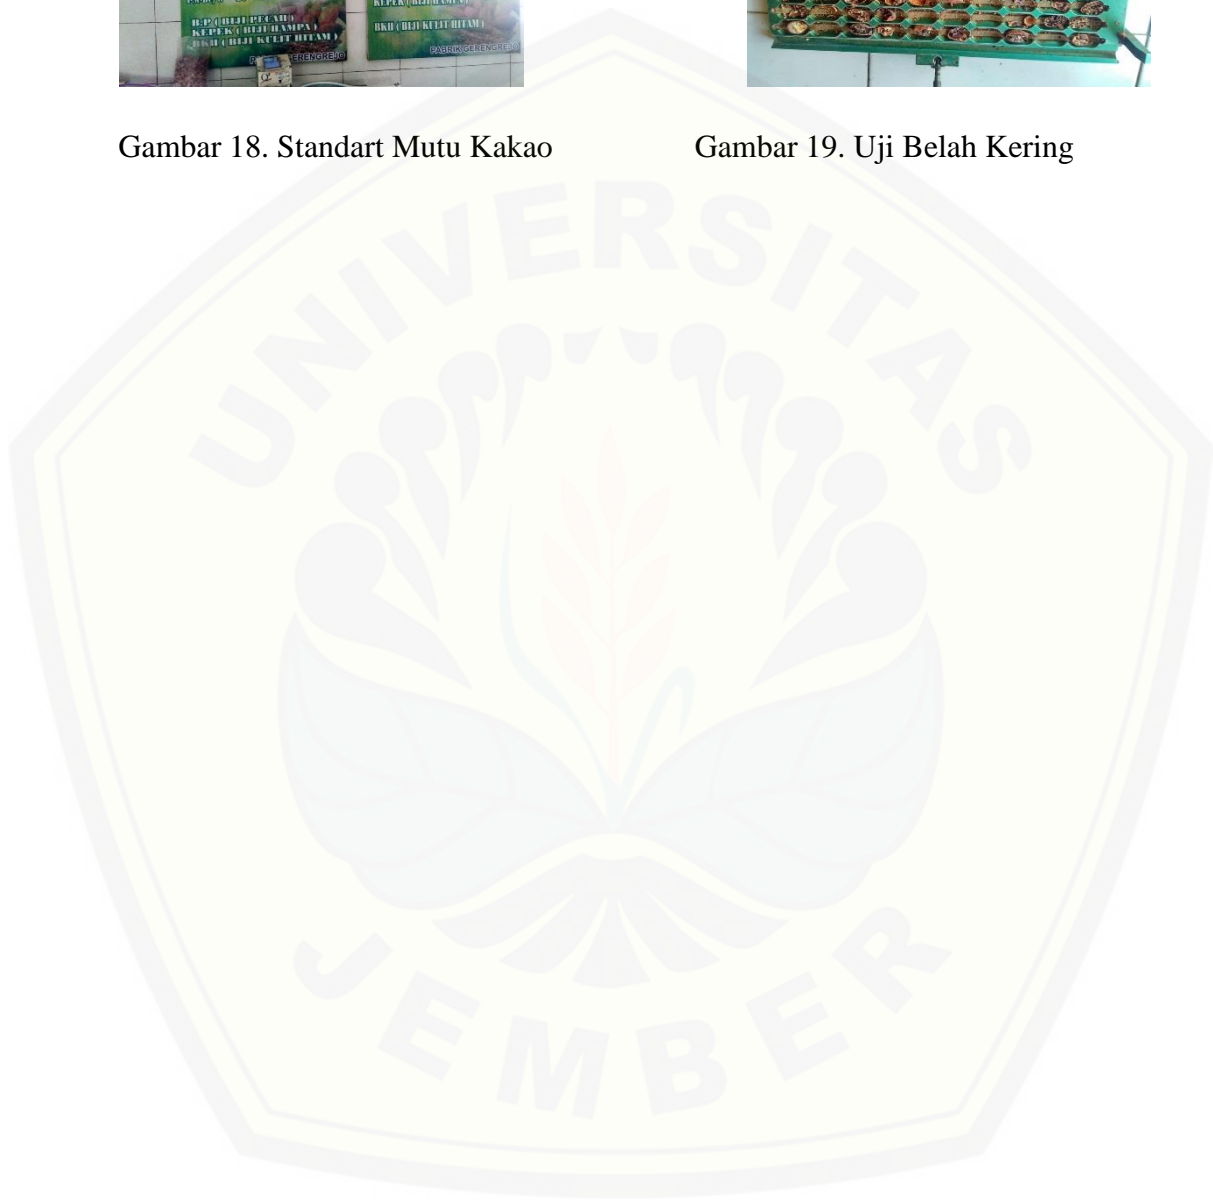 B.P ( BIJI PECAH )
KEPEK ( BIJI HAMPA )
BKH ( BIJI KULIT HITAM )
KEPEK ( BIJI HAMPA )
BKH ( BIJI KULIT HITAM )
PABRIK GERENGREJO
ERENGREJO
Gambar 18. Standart Mutu Kakao
Gambar 19. Uji Belah Kering
UNIVERSITAS
JEMBER